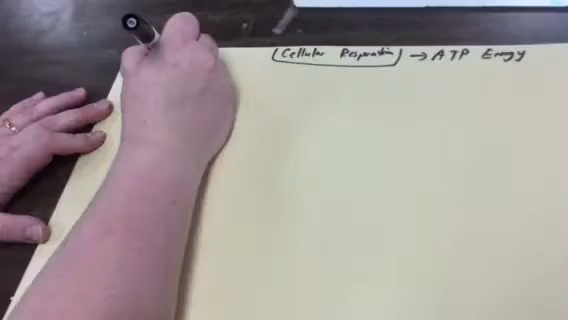 (Cellular Respiration) → ATP Energy